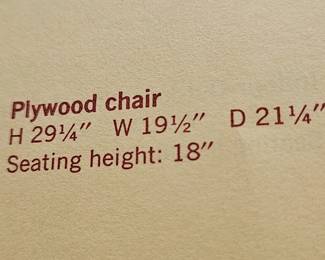 Plywood chair
H 29¼″ W 19½″ D 21¼″
Seating height: 18″